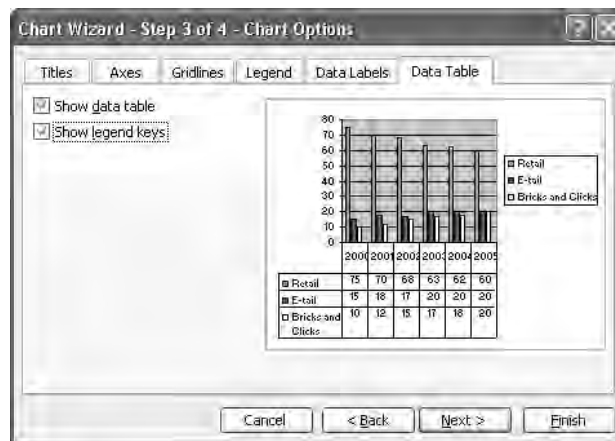 Chart Wizard - Step 3 of 4 - Chart Options
Titles Axes Gridlines Legend Data Labels Data Table
Show data table
Show legend keys
80
70
60
50
40
30
20
10
0
Retail
E-tail
Bricks and Clicks
2000 2001 2002 2003 2004 2005
Retail 75 70 68 63 62 60
E-tail 15 18 17 20 20 20
Bricks and Clicks 10 12 15 17 18 20
Cancel < Back Next > Finish